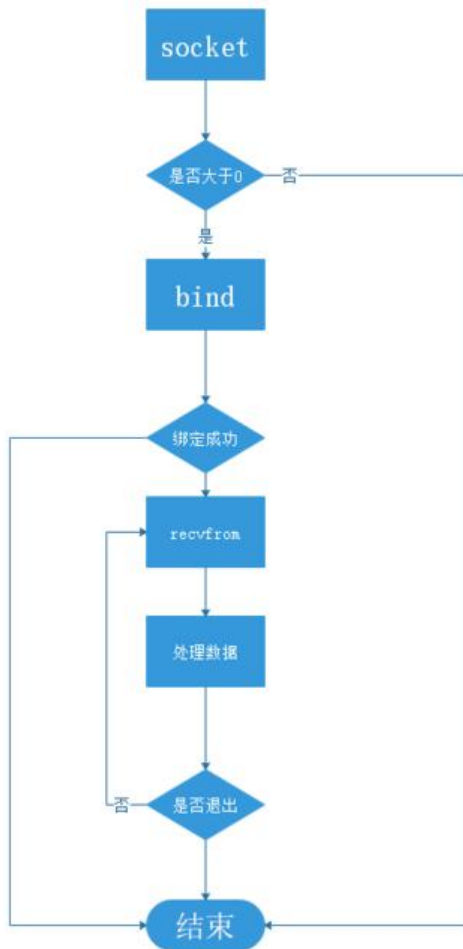 socket
是否大于0
否
是
bind
绑定成功
recvfrom
处理数据
是否退出
否
结束